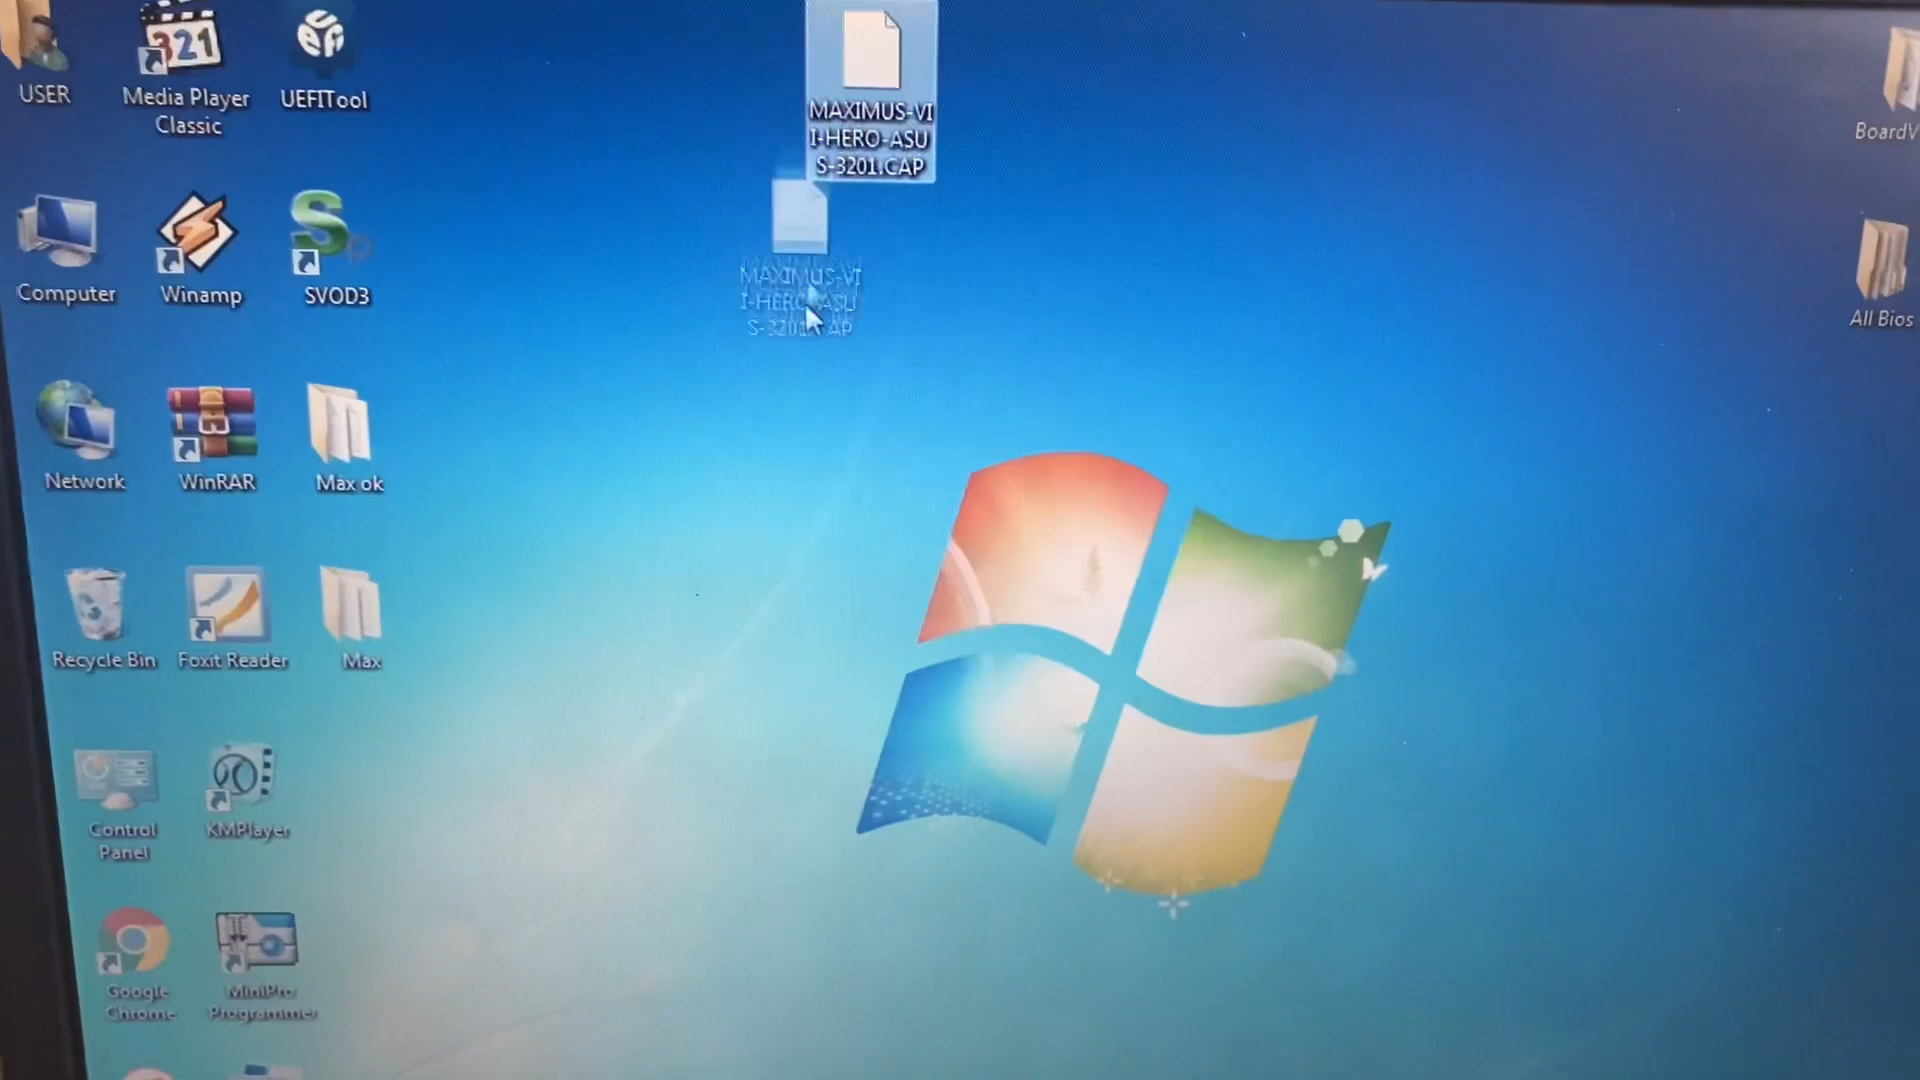 USER
Media Player
Classic
UEFITool
MAXIMUS-VI
I-HERO-ASU
S-3201.CAP
MAXIMUS-VI
I-HERO-ASU
S-3201.CAP
BoardV
Computer
Winamp
SVOD3
All Bios
Network
WinRAR
Max ok
Recycle Bin
Foxit Reader
Max
Control
Panel
KMPlayer
Google
Chrome
MiniPro
Programmer